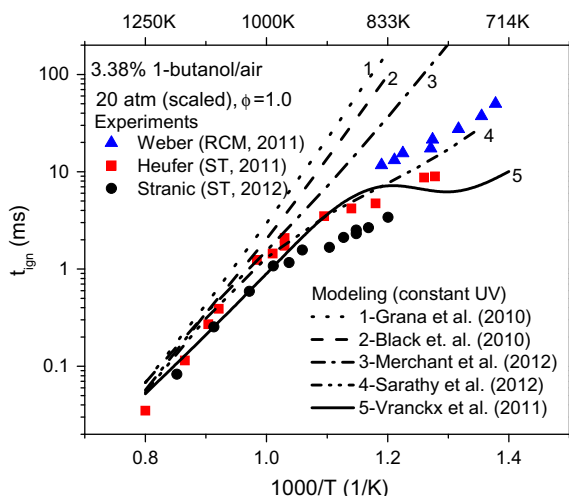 1250K 1000K 833K 714K
3.38% 1-butanol/air
20 atm (scaled), ϕ=1.0
Experiments
Weber (RCM, 2011)
Heufer (ST, 2011)
Stranic (ST, 2012)
1
2
3
4
5
100
10
1
0.1
t_ign (ms)
Modeling (constant UV)
1-Grana et al. (2010)
2-Black et. al. (2010)
3-Merchant et al. (2012)
4-Sarathy et al. (2012)
5-Vranckx et al. (2011)
0.8 1.0 1.2 1.4
1000/T (1/K)